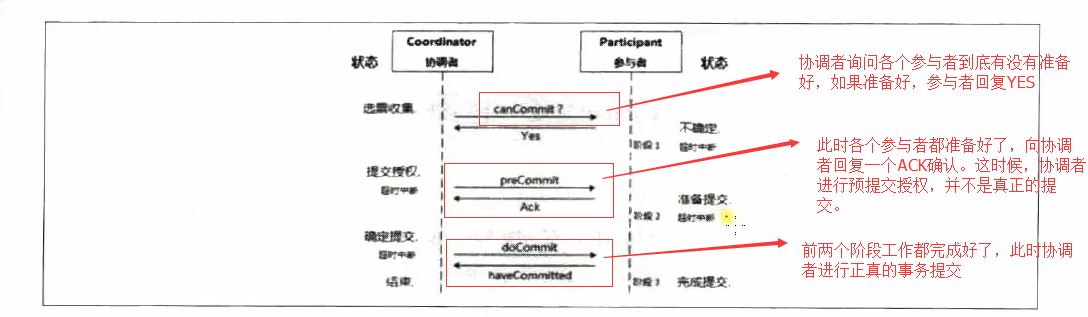 Coordinator
协调者
Participant
参与者
状态
状态
选票收集.
canCommit？
Yes
不确定.
阶段 1
超时中断
提交授权.
超时中断
preCommit
Ack
准备提交.
阶段 2
超时中断
确定提交.
超时中断
doCommit
haveCommitted
结束.
阶段 3
完成提交.
协调者询问各个参与者到底有没有准备
好，如果准备好，参与者回复YES
此时各个参与者都准备好了，向协调
者回复一个ACK确认。这时候，协调者
进行预提交授权，并不是真正的提
交。
前两个阶段工作都完成好了，此时协调
者进行正真的事务提交